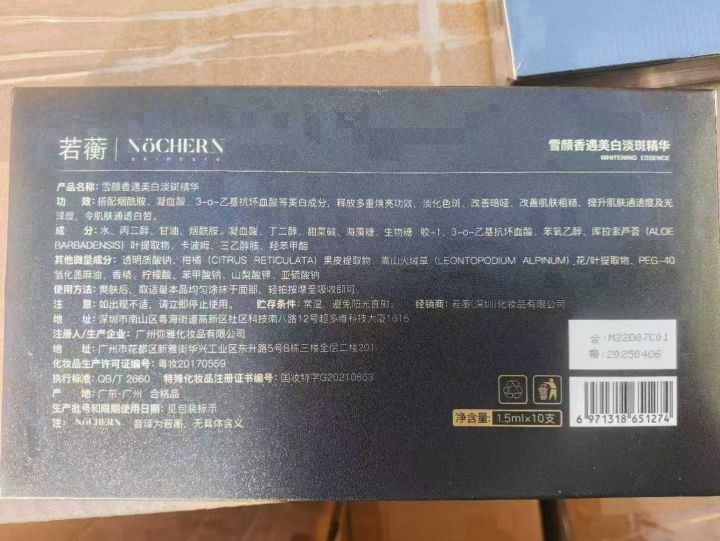 若蘅 NöCHERN
skincare
雪颜香遇美白淡斑精华
WHITENING ESSENCE
产品名称：雪颜香遇美白淡斑精华
功 效：搭配烟酰胺、凝血酸、3-o-乙基抗坏血酸等美白成分，释放多重焕亮功效，淡化色斑、改善暗哑，改善肌肤粗糙，提升肌肤通透度及光
泽度，令肌肤通透白皙。
成 分：水、丙二醇、甘油、烟酰胺、凝血酸、丁二醇、甜菜碱、海藻糖、生物糖胶-1、3-o-乙基抗坏血酸、苯氧乙醇、库拉索芦荟（ALOE
BARBADENSIS）叶提取物、卡波姆、三乙醇胺、羟苯甲酯
其他微量成分：透明质酸钠、柑橘（CITRUS RETICULATA）果皮提取物、高山火绒草（LEONTOPODIUM ALPINUM）花/叶提取物、PEG-40
氢化蓖麻油、香精、柠檬酸、苯甲酸钠、山梨酸钾、亚硫酸钠
使用方法：爽肤后，取适量本品均匀涂抹于面部，轻拍按摩至吸收即可。
注 意：如出现不适，请立即停止使用。 贮存条件：常温，避免阳光直射。 经销商：若蘅（深圳）化妆品有限公司
地 址：深圳市南山区粤海街道高新区社区科技南八路12号超多维科技大厦1615
注册人/生产企业：广州弥雅化妆品有限公司
地 址：广州市花都区新雅街华兴工业区东升路5号8栋三楼全层二楼201
化妆品生产许可证编号：粤妆20170559
执行标准：QB/T 2660 特殊化妆品注册证书编号：国妆特字G20210863
产 地：广东·广州 合格品
生产批号和限期使用日期：见包装标示
注：NöCHERN，音译为若蘅，无具体含义
合：M22D07C01
限：20250406
净含量：1.5ml×10支
6 971318 651274